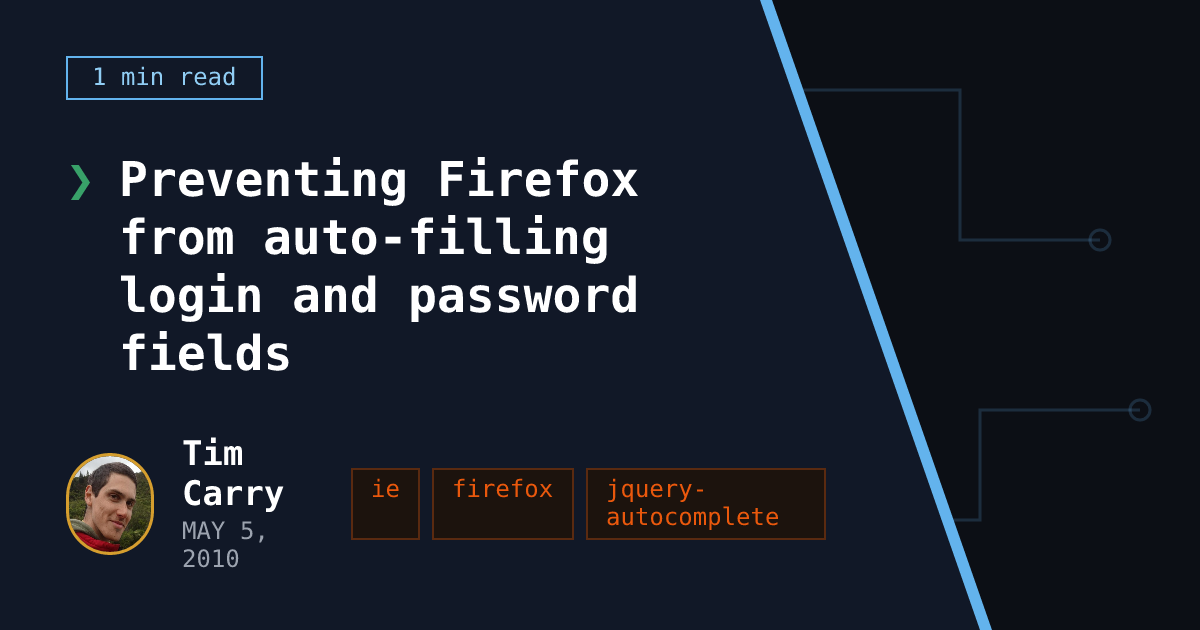 1 min read
❯ Preventing Firefox
from auto-filling
login and password
fields
Tim
Carry
MAY 5,
2010
ie
firefox
jquery-
autocomplete